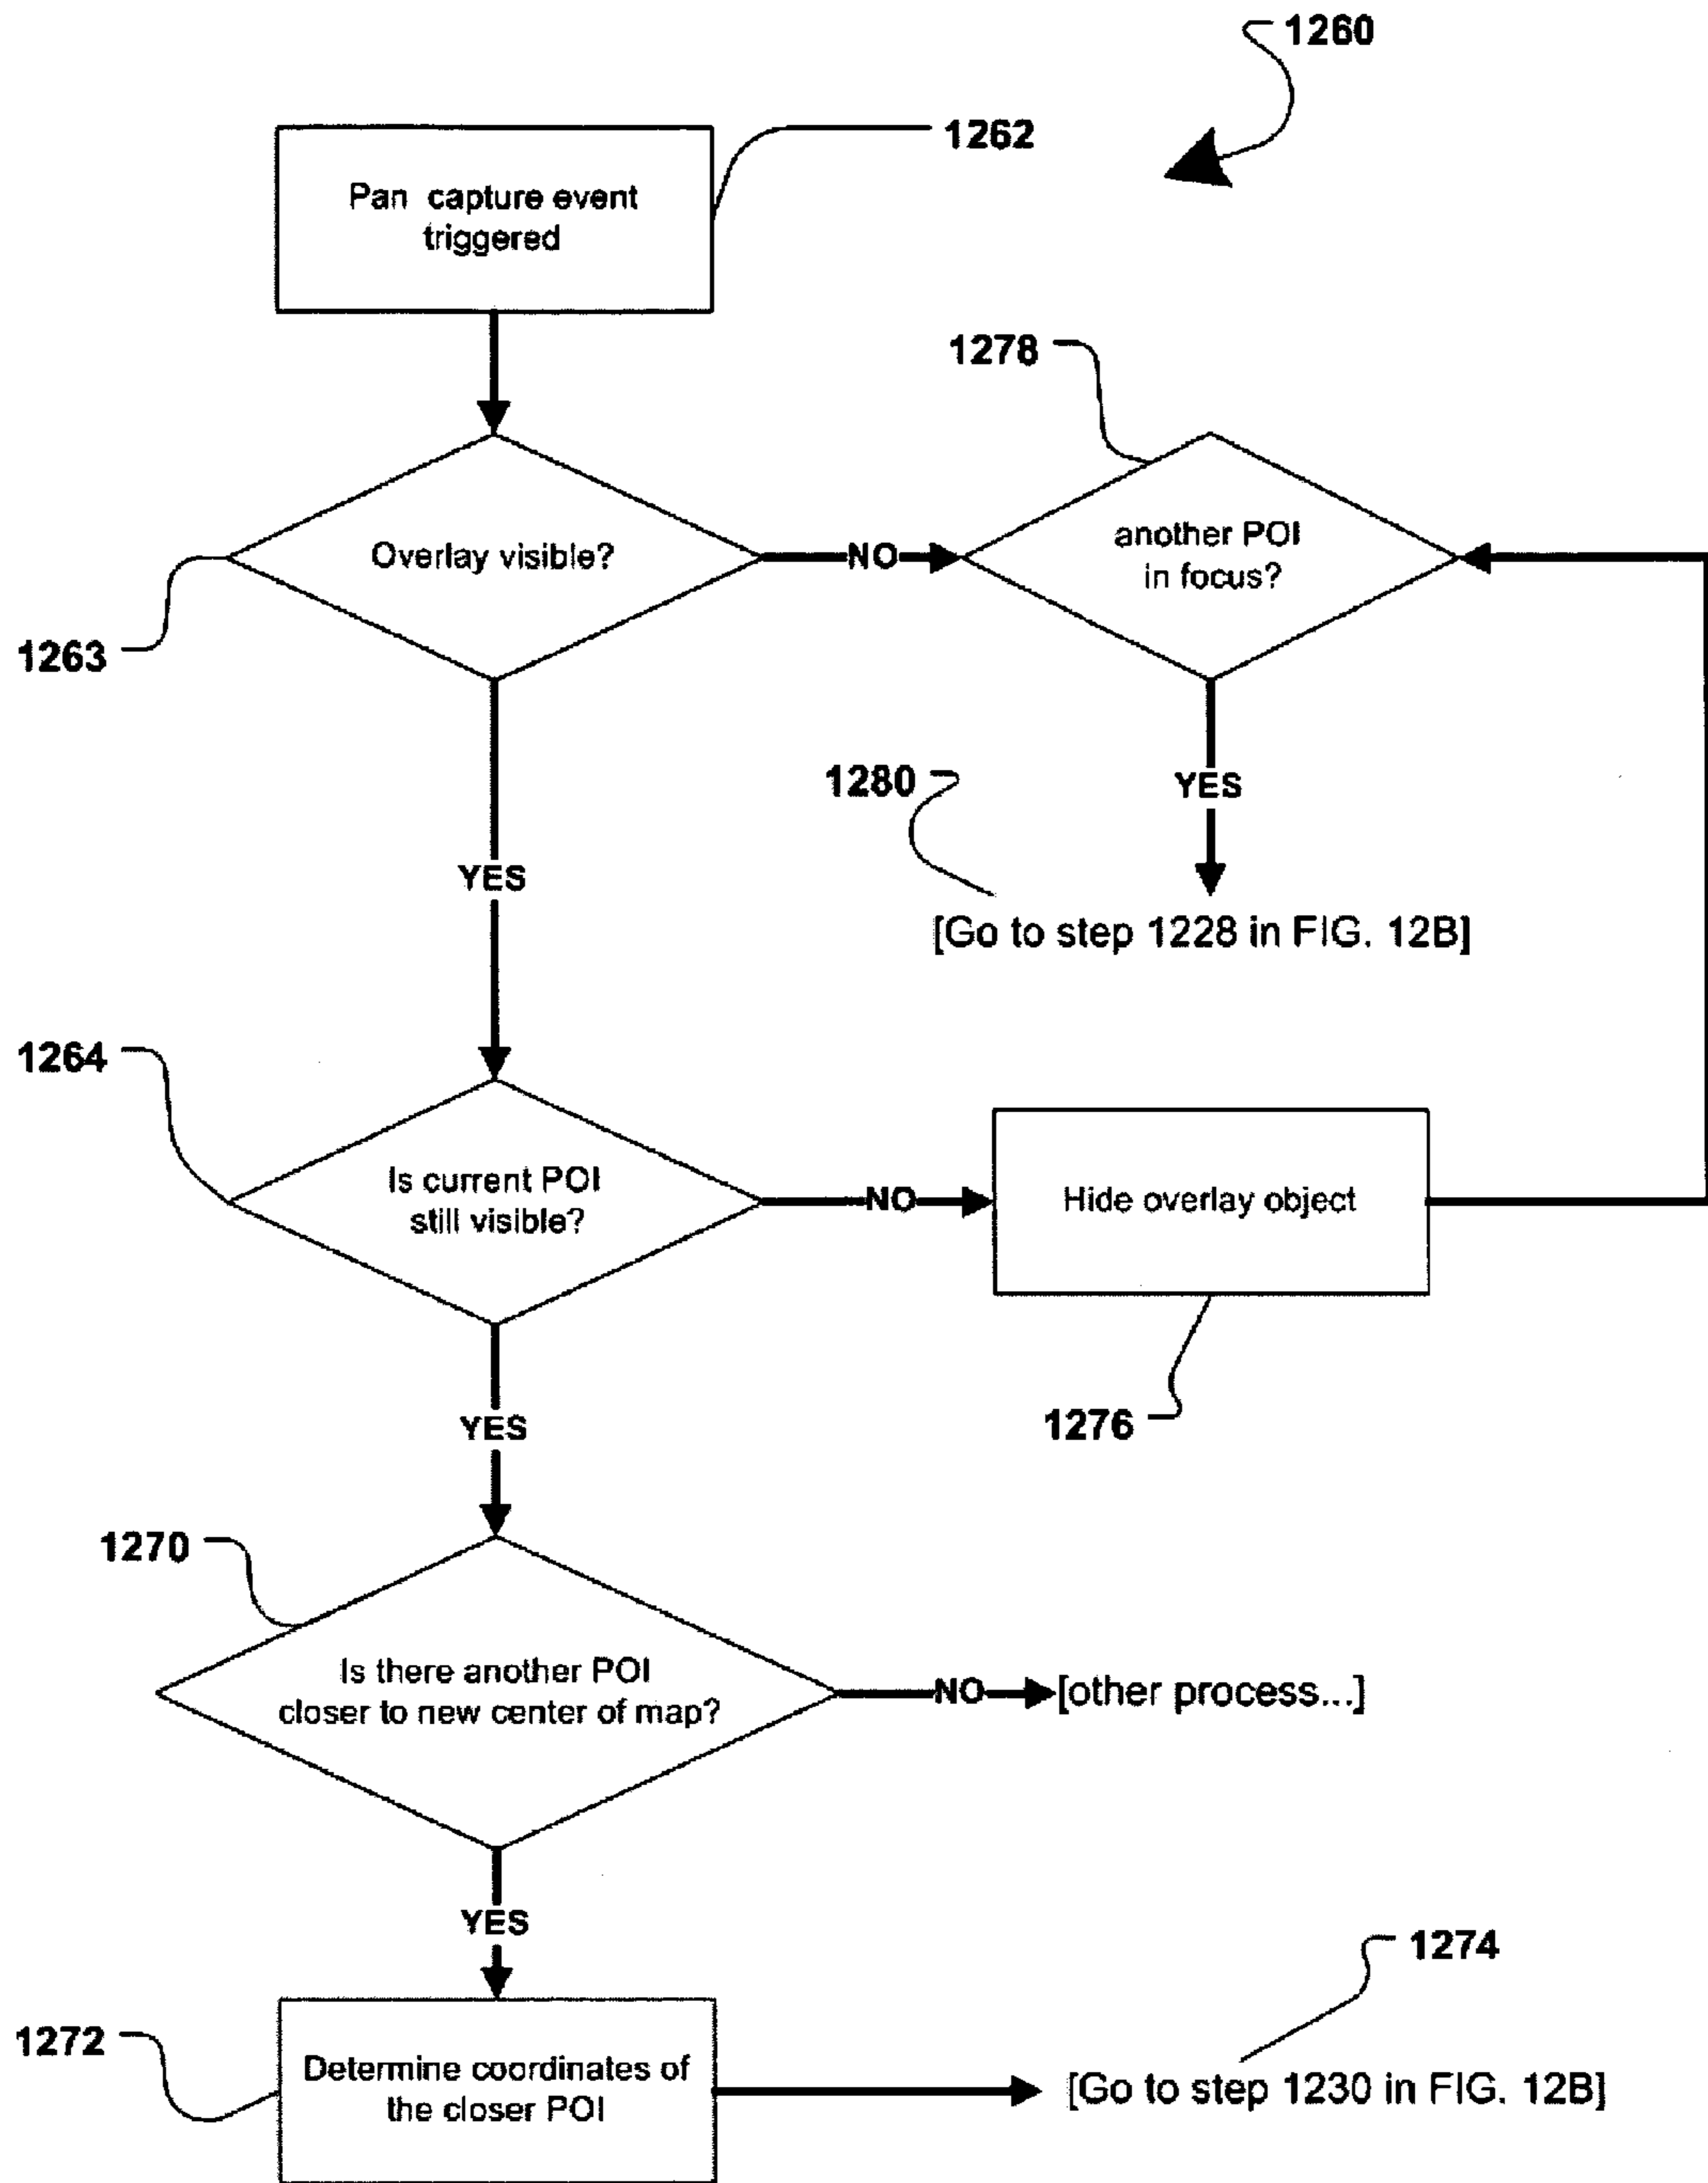 1260
1262
Pan capture event
triggered
1278
Overlay visible?
NO
another POI
in focus?
1263
1280
YES
YES
[Go to step 1228 in FIG. 12B]
1264
Is current POI
still visible?
NO
Hide overlay object
YES
1276
1270
Is there another POI
closer to new center of map?
NO
[other process...]
YES
1274
1272
Determine coordinates of
the closer POI
[Go to step 1230 in FIG. 12B]